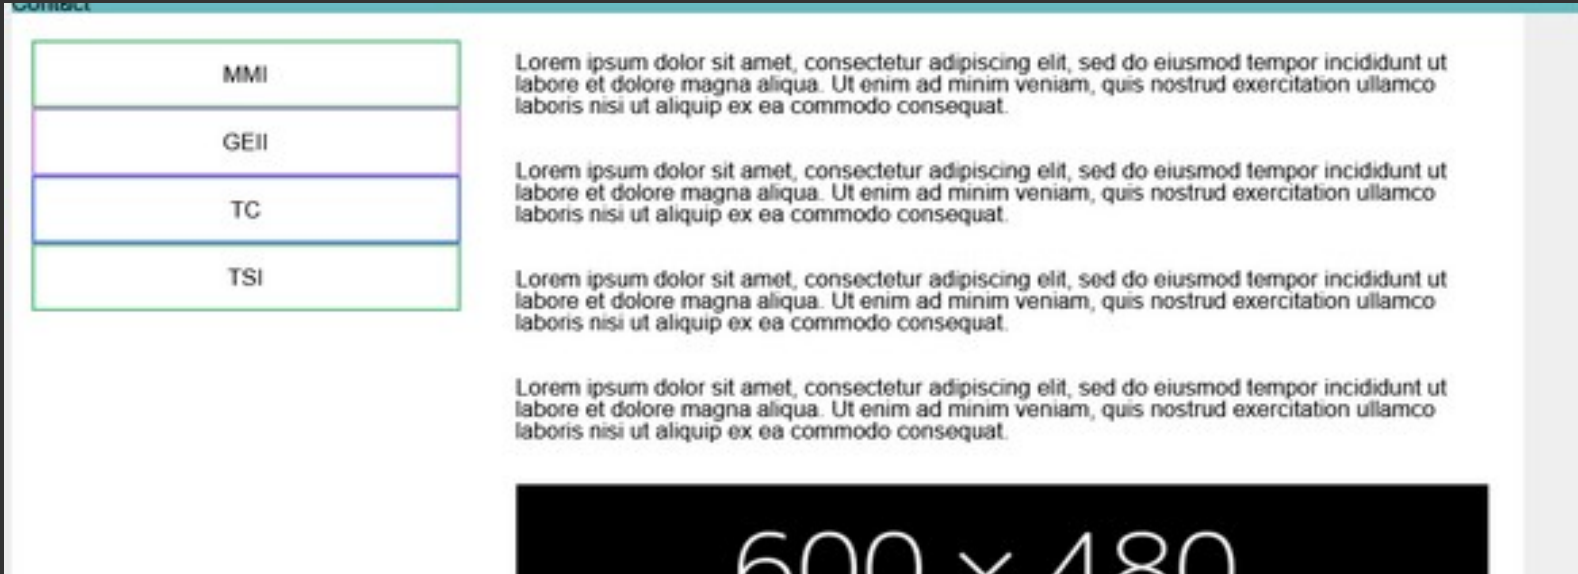 Contact
MMI
GEII
TC
TSI
Lorem ipsum dolor sit amet, consectetur adipiscing elit, sed do eiusmod tempor incididunt ut
labore et dolore magna aliqua. Ut enim ad minim veniam, quis nostrud exercitation ullamco
laboris nisi ut aliquip ex ea commodo consequat.
Lorem ipsum dolor sit amet, consectetur adipiscing elit, sed do eiusmod tempor incididunt ut
labore et dolore magna aliqua. Ut enim ad minim veniam, quis nostrud exercitation ullamco
laboris nisi ut aliquip ex ea commodo consequat.
Lorem ipsum dolor sit amet, consectetur adipiscing elit, sed do eiusmod tempor incididunt ut
labore et dolore magna aliqua. Ut enim ad minim veniam, quis nostrud exercitation ullamco
laboris nisi ut aliquip ex ea commodo consequat.
Lorem ipsum dolor sit amet, consectetur adipiscing elit, sed do eiusmod tempor incididunt ut
labore et dolore magna aliqua. Ut enim ad minim veniam, quis nostrud exercitation ullamco
laboris nisi ut aliquip ex ea commodo consequat.
600 × 480